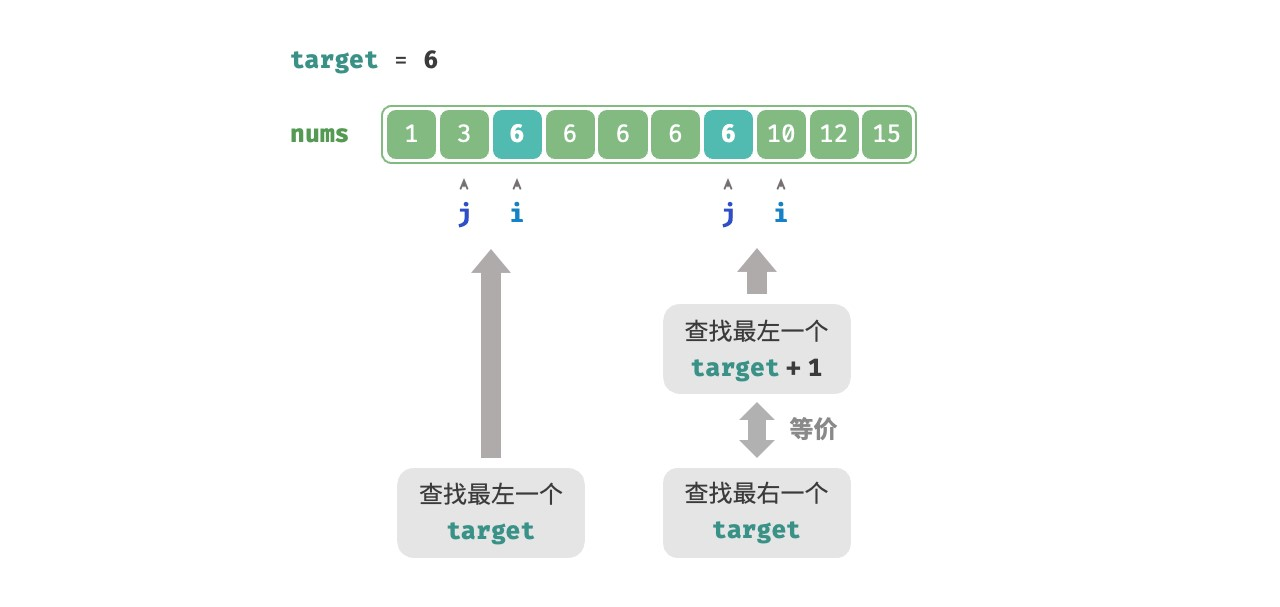 target = 6
nums 1 3 6 6 6 6 6 10 12 15
j i j i
查找最左一个
target + 1
等价
查找最左一个
target
查找最右一个
target